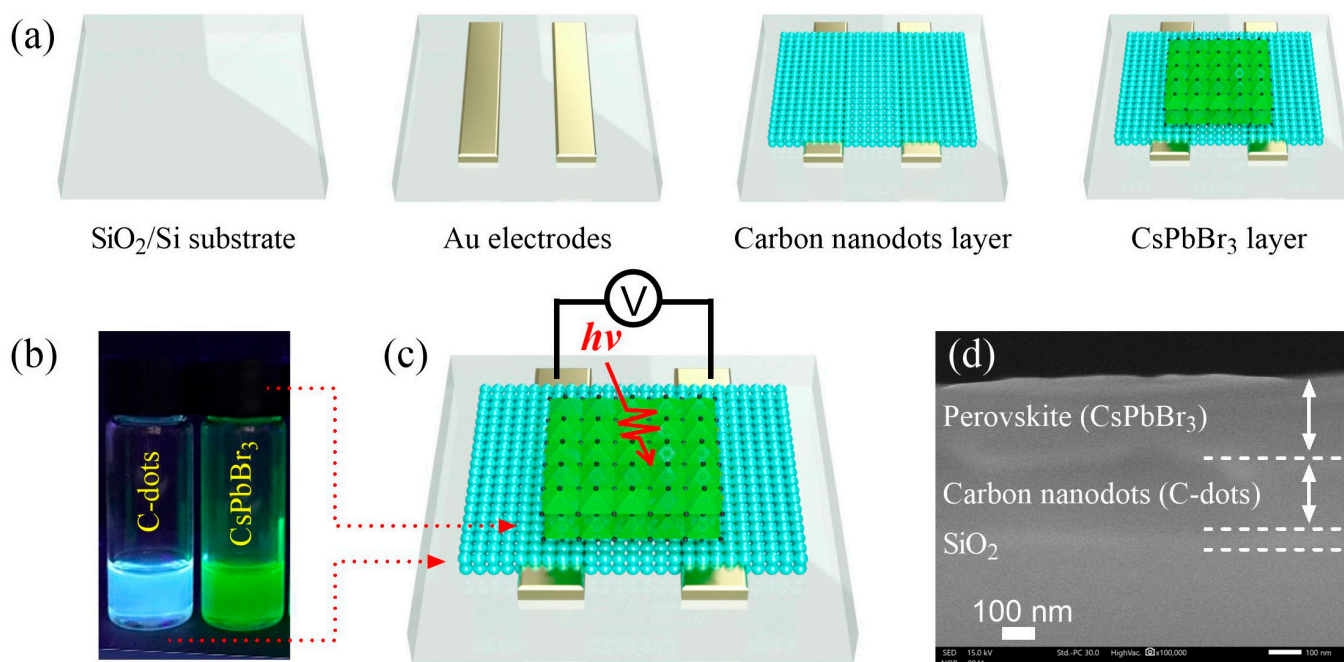 (a)
SiO₂/Si substrate
Au electrodes
Carbon nanodots layer
CsPbBr₃ layer
(b)
C-dots
CsPbBr₃
(c)
V
hν
(d)
Perovskite (CsPbBr₃)
Carbon nanodots (C-dots)
SiO₂
100 nm
SED 15.0 kV Std.-PC 30.0 HighVac. x100,000 100 nm